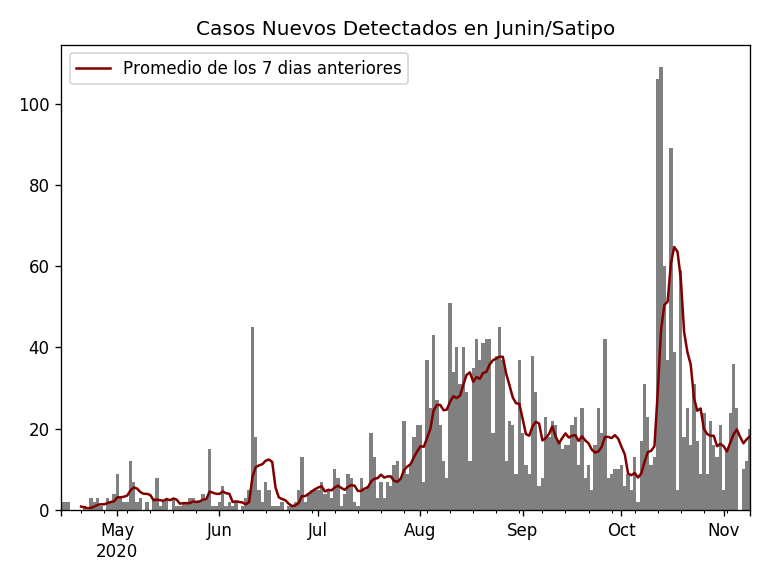 Casos Nuevos Detectados en Junin/Satipo
Promedio de los 7 dias anteriores
100
80
60
40
20
0
May Jun Jul Aug Sep Oct Nov
2020